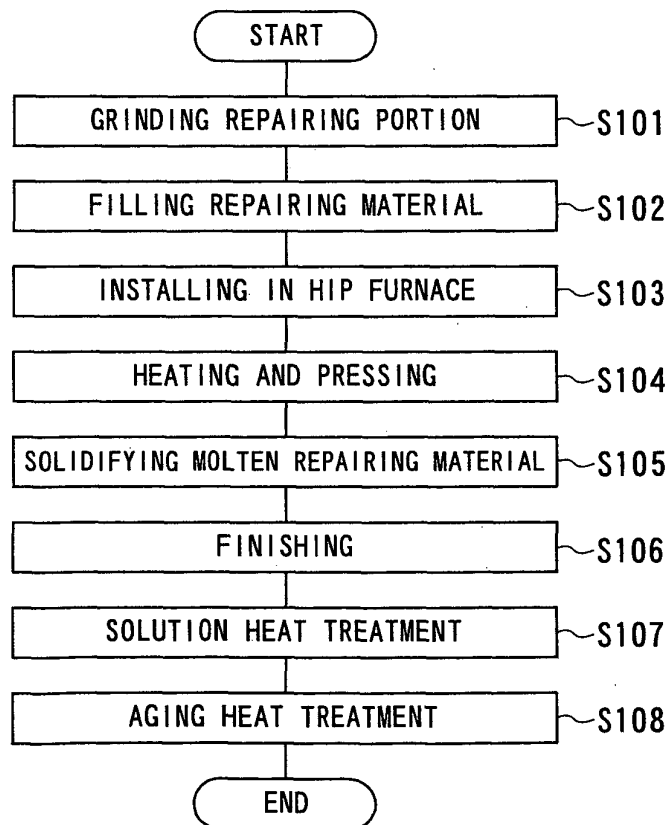 START
GRINDING REPAIRING PORTION S101
FILLING REPAIRING MATERIAL S102
INSTALLING IN HIP FURNACE S103
HEATING AND PRESSING S104
SOLIDIFYING MOLTEN REPAIRING MATERIAL S105
FINISHING S106
SOLUTION HEAT TREATMENT S107
AGING HEAT TREATMENT S108
END